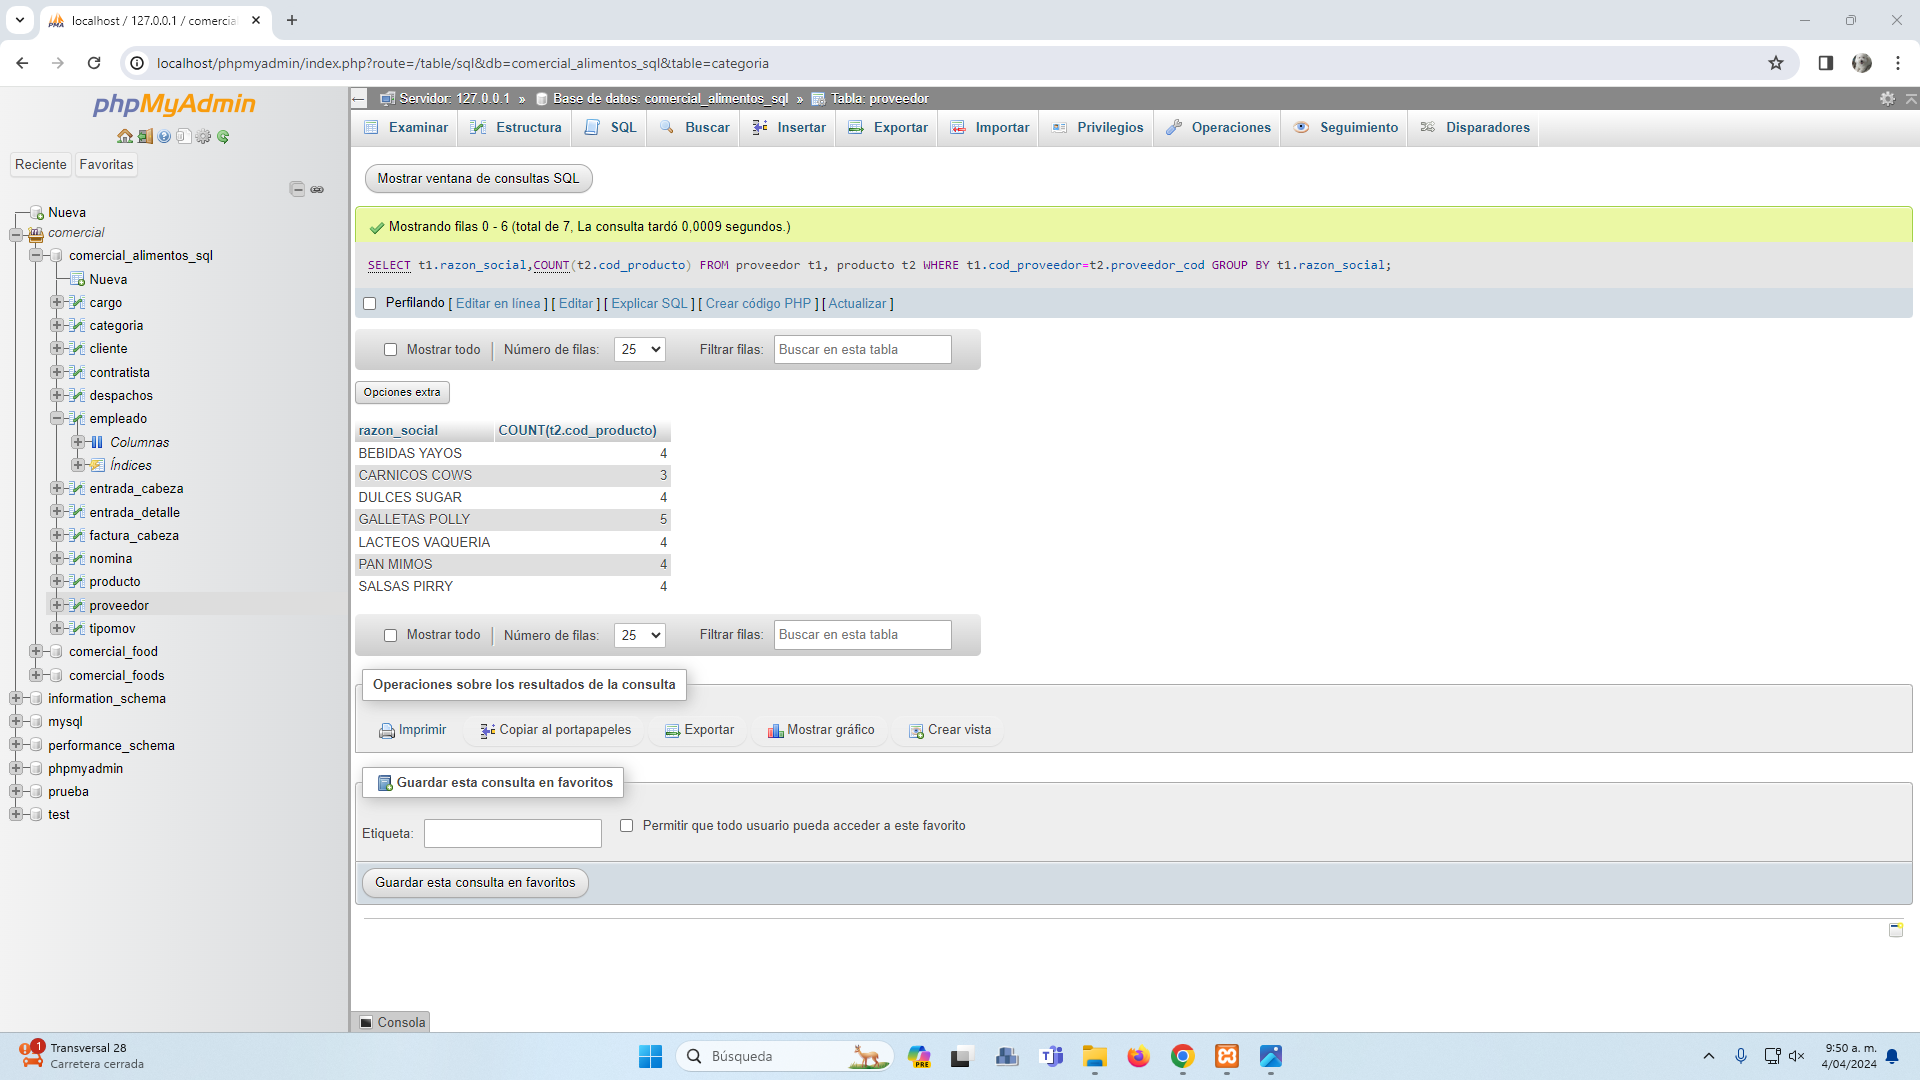 localhost / 127.0.0.1 / comercia
localhost/phpmyadmin/index.php?route=/table/sql&db=comercial_alimentos_sql&table=categoria
phpMyAdmin
Reciente Favoritas
Nueva
comercial
comercial_alimentos_sql
Nueva
cargo
categoria
cliente
contratista
despachos
empleado
Columnas
Índices
entrada_cabeza
entrada_detalle
factura_cabeza
nomina
producto
proveedor
tipomov
comercial_food
comercial_foods
information_schema
mysql
performance_schema
phpmyadmin
prueba
test
Servidor: 127.0.0.1 » Base de datos: comercial_alimentos_sql » Tabla: proveedor
Examinar Estructura SQL Buscar Insertar Exportar Importar Privilegios Operaciones Seguimiento Disparadores
Mostrar ventana de consultas SQL
Mostrando filas 0 - 6 (total de 7, La consulta tardó 0,0009 segundos.)
SELECT t1.razon_social,COUNT(t2.cod_producto) FROM proveedor t1, producto t2 WHERE t1.cod_proveedor=t2.proveedor_cod GROUP BY t1.razon_social;
Perfilando [ Editar en línea ] [ Editar ] [ Explicar SQL ] [ Crear código PHP ] [ Actualizar ]
Mostrar todo | Número de filas: 25 Filtrar filas: Buscar en esta tabla
Opciones extra
razon_social COUNT(t2.cod_producto)
BEBIDAS YAYOS 4
CARNICOS COWS 3
DULCES SUGAR 4
GALLETAS POLLY 5
LACTEOS VAQUERIA 4
PAN MIMOS 4
SALSAS PIRRY 4
Mostrar todo | Número de filas: 25 Filtrar filas: Buscar en esta tabla
Operaciones sobre los resultados de la consulta
Imprimir Copiar al portapapeles Exportar Mostrar gráfico Crear vista
Guardar esta consulta en favoritos
Etiqueta: Permitir que todo usuario pueda acceder a este favorito
Guardar esta consulta en favoritos
Consola
1
Transversal 28
Carretera cerrada
Búsqueda
PRE
9:50 a. m.
4/04/2024